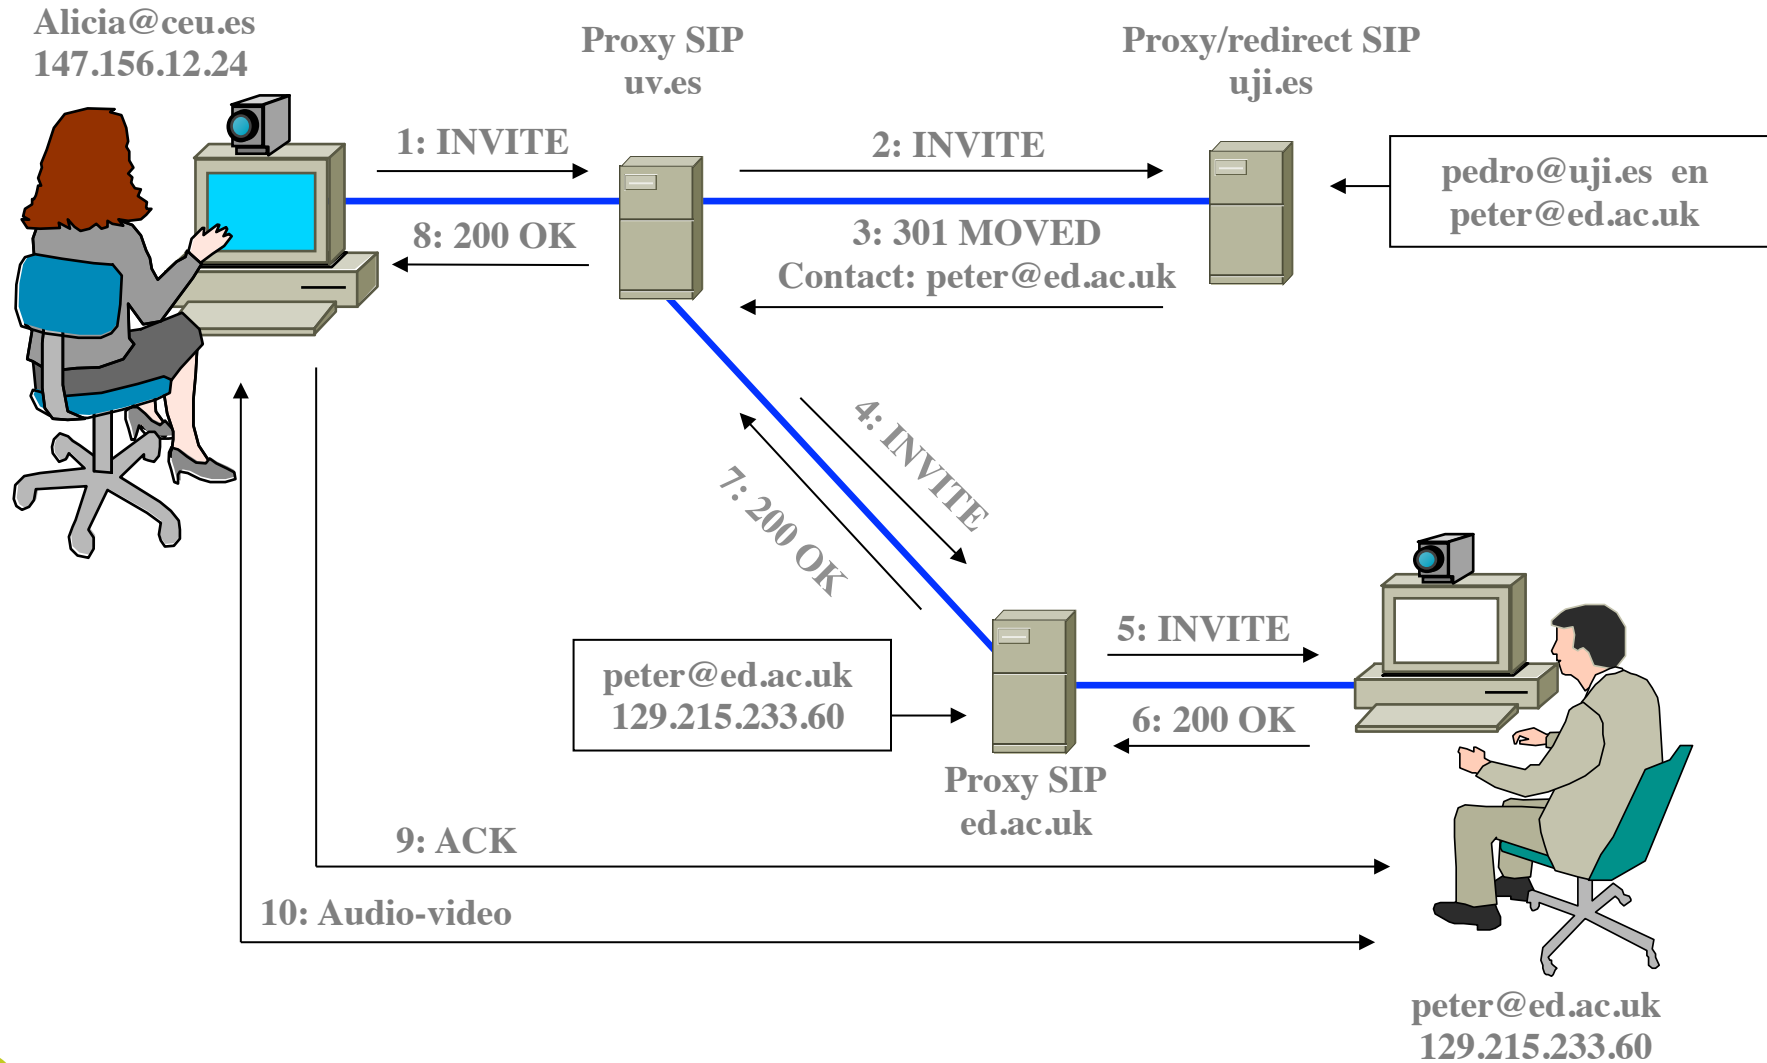 Alicia@ceu.es
147.156.12.24
Proxy SIP
uv.es
Proxy/redirect SIP
uji.es
1: INVITE
2: INVITE
pedro@uji.es en
peter@ed.ac.uk
8: 200 OK
3: 301 MOVED
Contact: peter@ed.ac.uk
4: INVITE
7: 200 OK
5: INVITE
peter@ed.ac.uk
129.215.233.60
6: 200 OK
Proxy SIP
ed.ac.uk
9: ACK
10: Audio-video
peter@ed.ac.uk
129.215.233.60